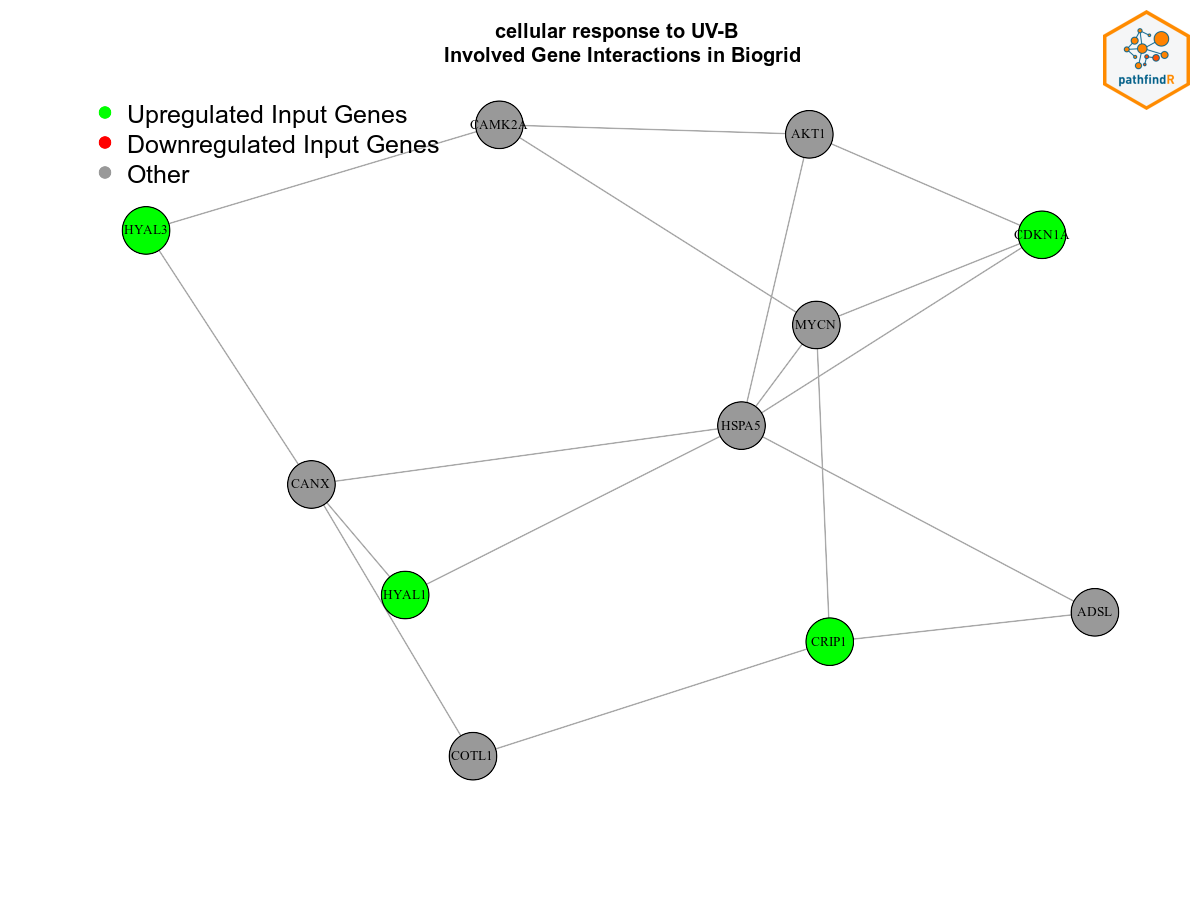 cellular response to UV-B
Involved Gene Interactions in Biogrid
pathfindR
Upregulated Input Genes
Downregulated Input Genes
Other
CAMK2A
AKT1
HYAL3
CDKN1A
MYCN
HSPA5
CANX
HYAL1
ADSL
CRIP1
COTL1